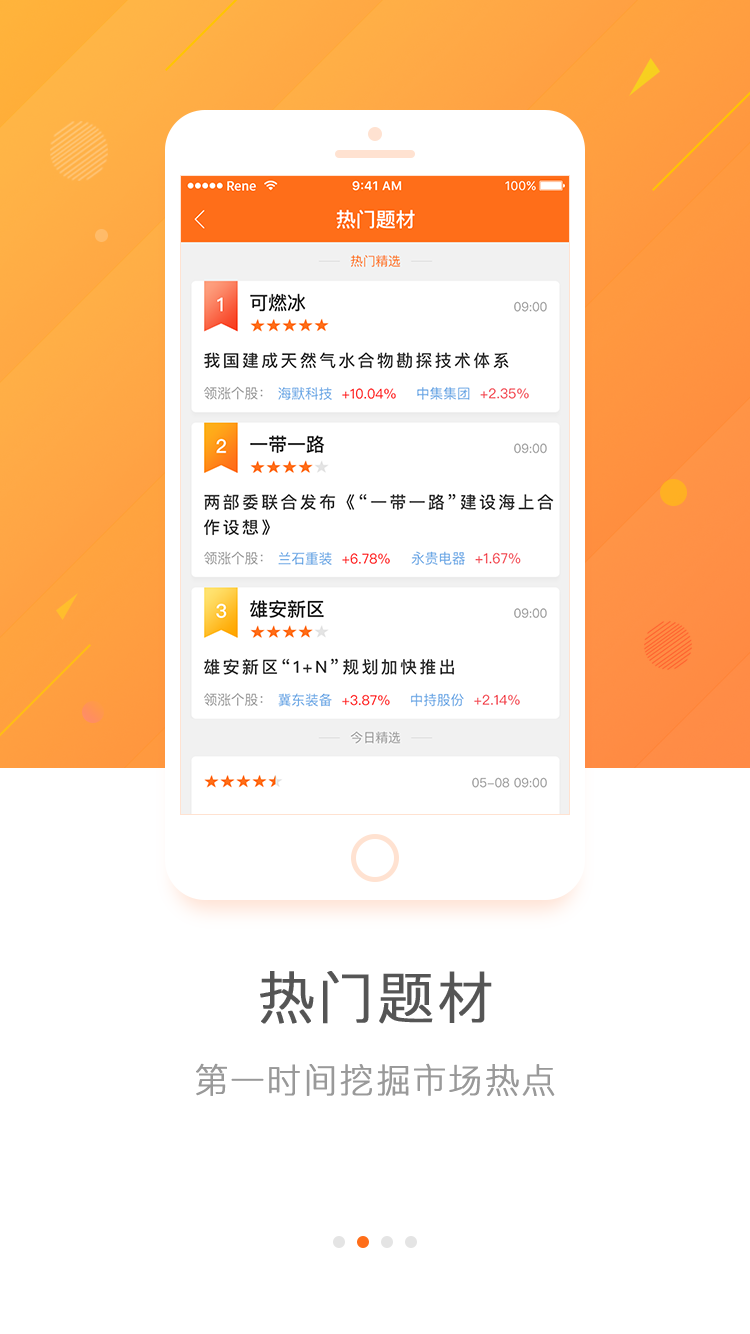 Rene 9:41 AM 100%
热门题材
热门精选
1 可燃冰 09:00
我国建成天然气水合物勘探技术体系
领涨个股： 海默科技 +10.04% 中集集团 +2.35%
2 一带一路 09:00
两部委联合发布《“一带一路”建设海上合
作设想》
领涨个股： 兰石重装 +6.78% 永贵电器 +1.67%
3 雄安新区 09:00
雄安新区“1+N”规划加快推出
领涨个股： 冀东装备 +3.87% 中持股份 +2.14%
今日精选
05-08 09:00
热门题材
第一时间挖掘市场热点